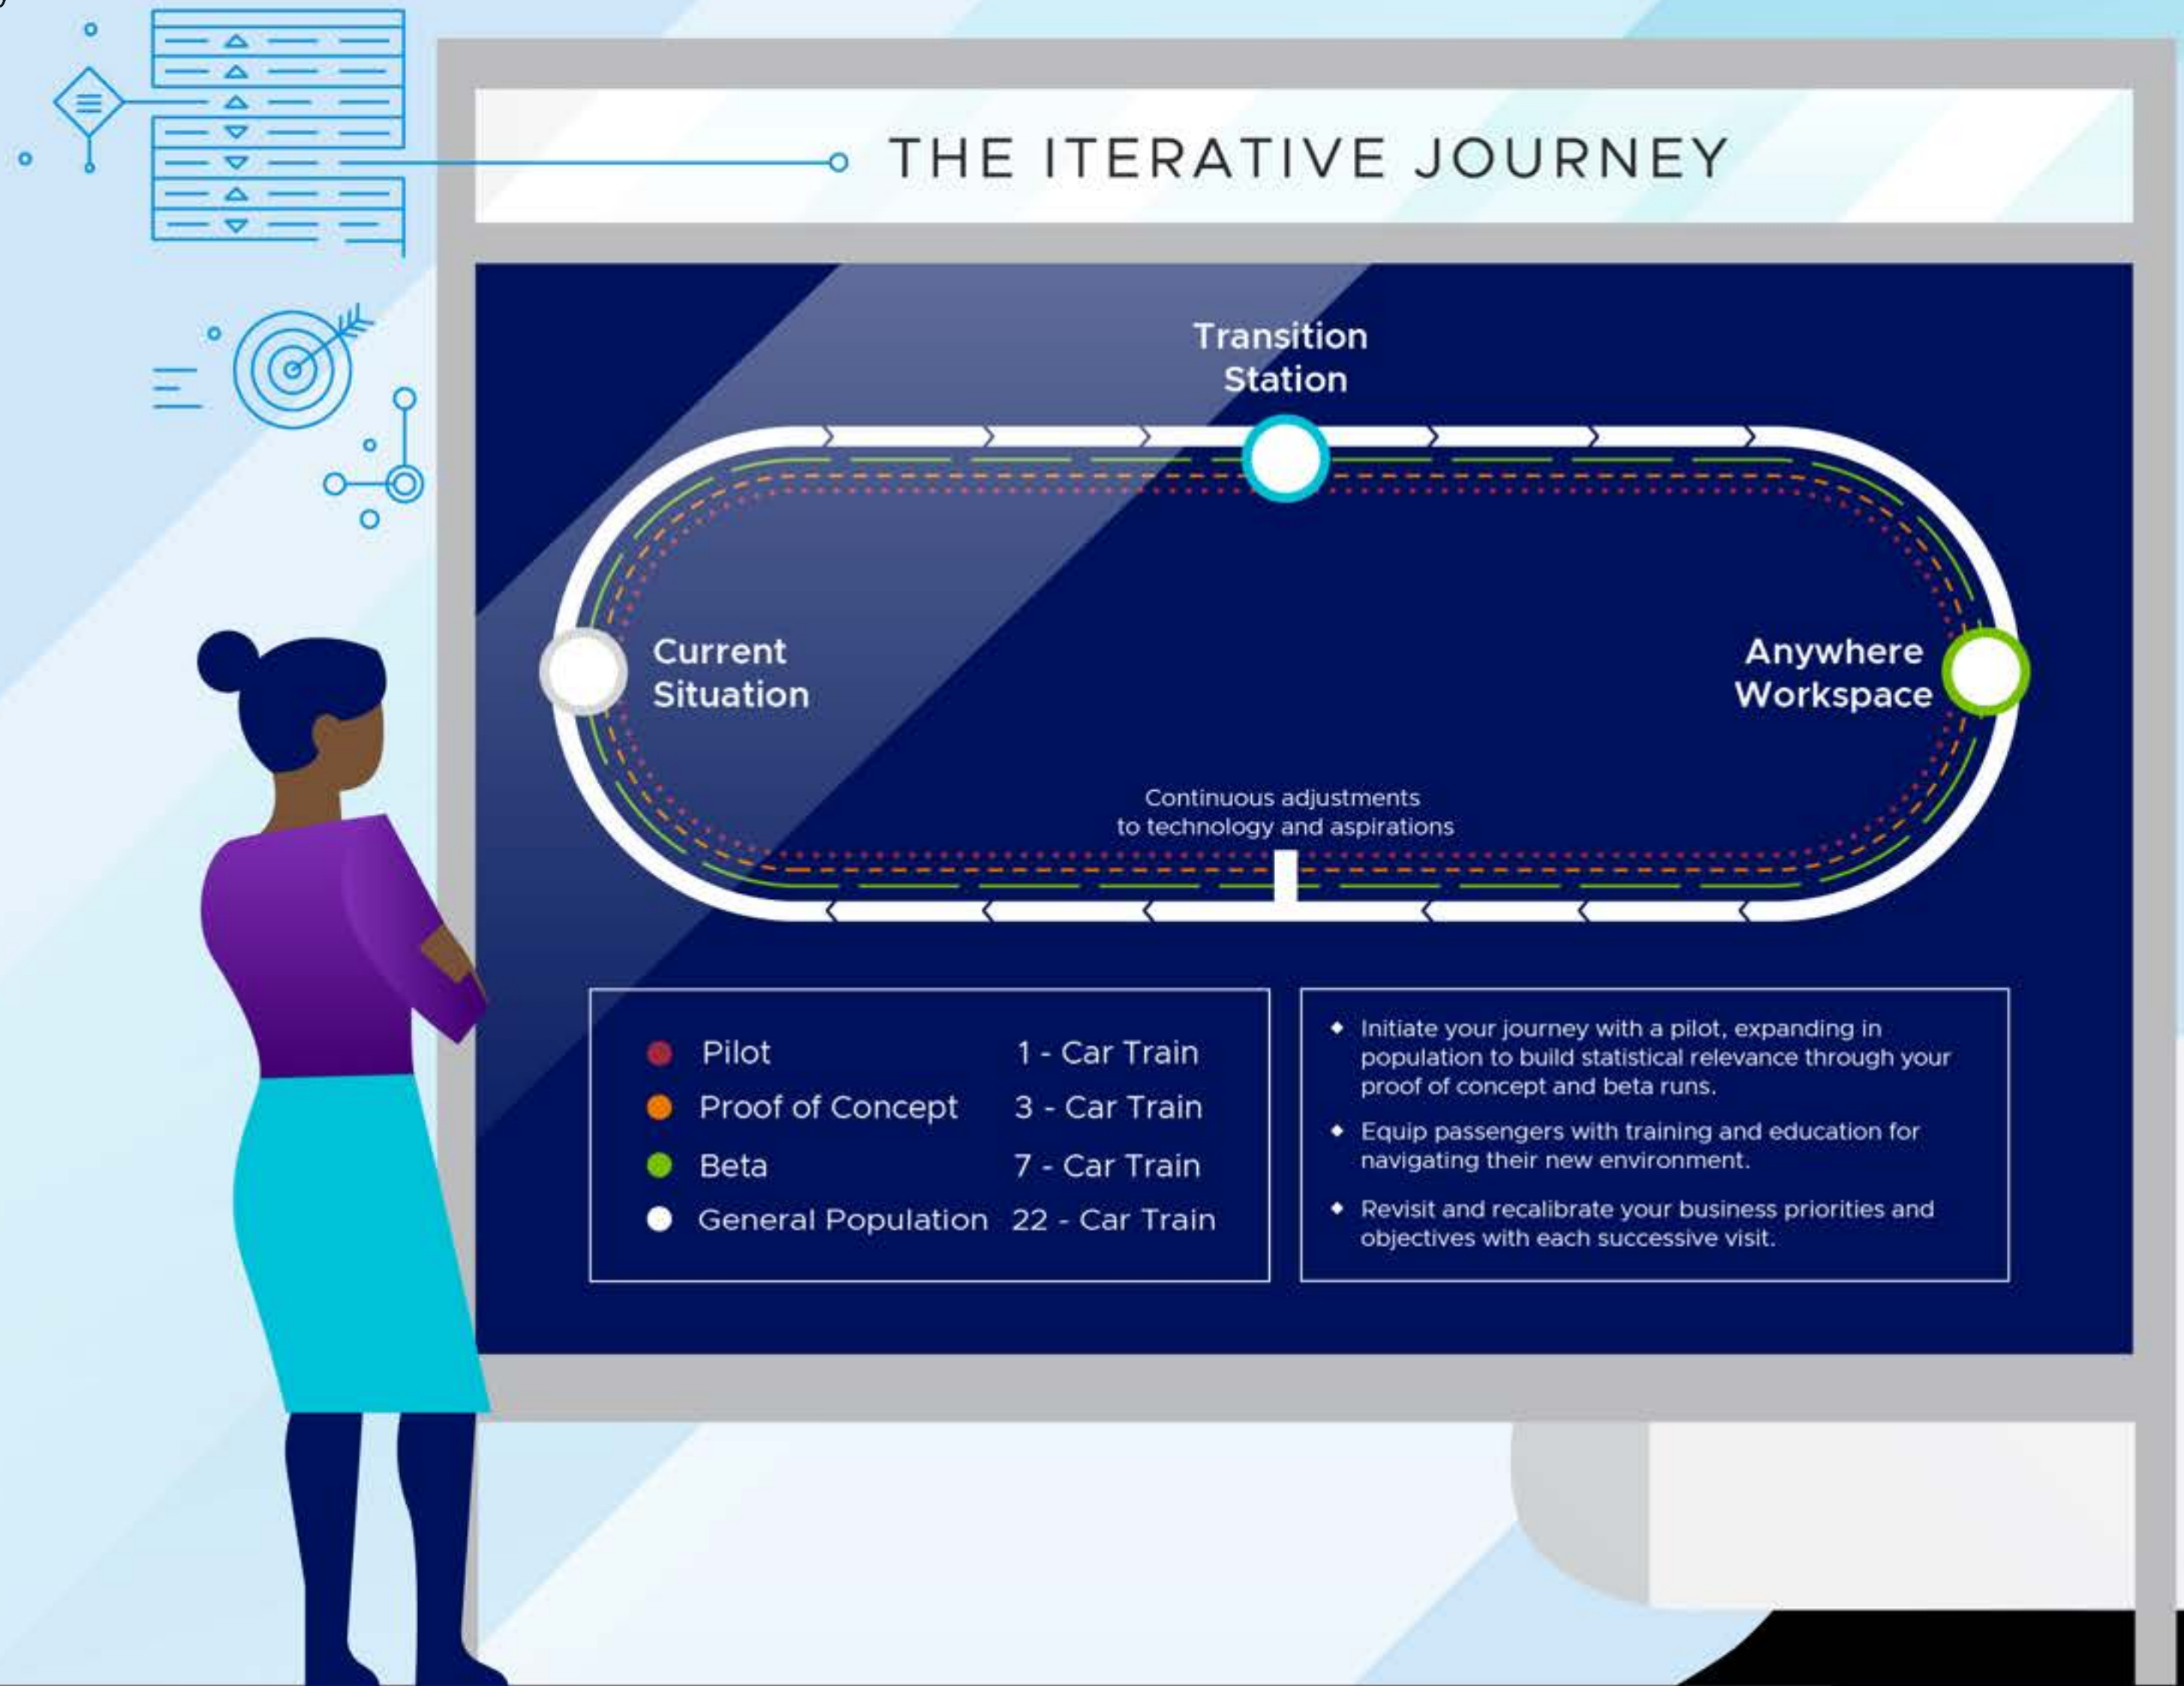 THE ITERATIVE JOURNEY
Transition
Station
Current
Situation
Anywhere
Workspace
Continuous adjustments
to technology and aspirations
Pilot 1 - Car Train
Proof of Concept 3 - Car Train
Beta 7 - Car Train
General Population 22 - Car Train
Initiate your journey with a pilot, expanding in
population to build statistical relevance through your
proof of concept and beta runs.
Equip passengers with training and education for
navigating their new environment.
Revisit and recalibrate your business priorities and
objectives with each successive visit.